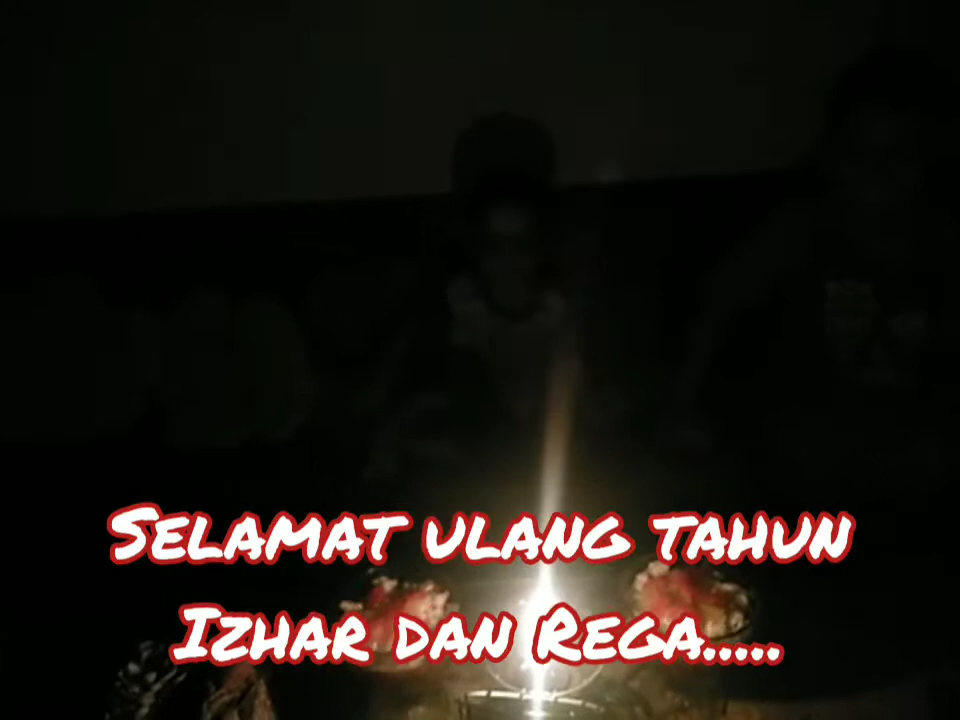 Selamat ulang tahun
Izhar dan Rega.....